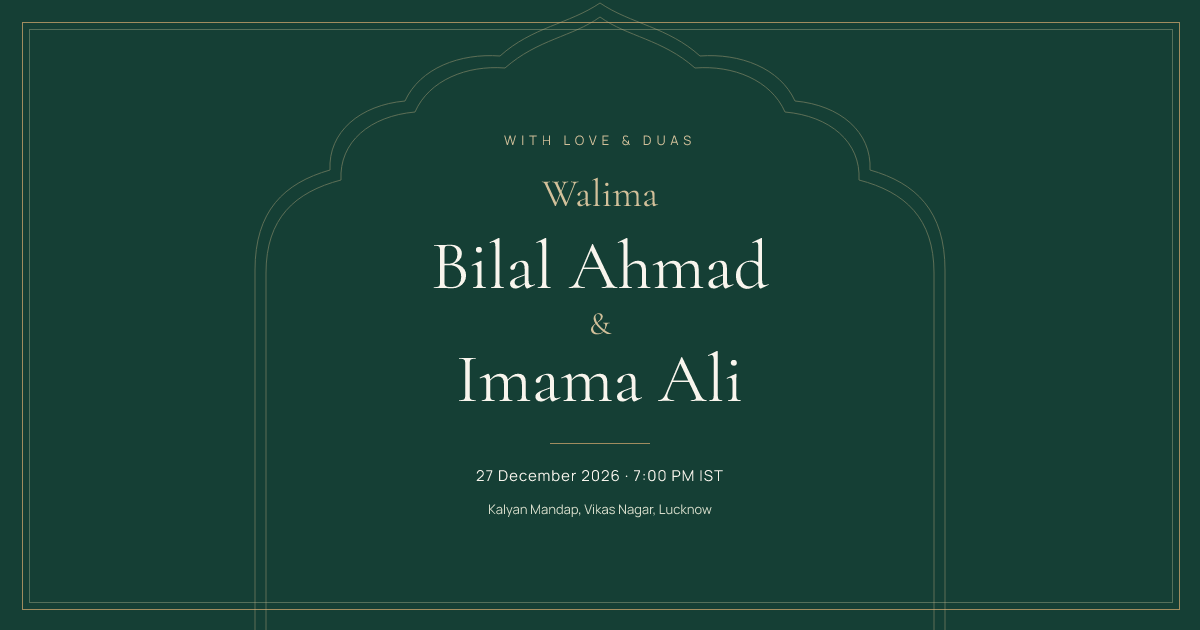 WITH LOVE & DUAS
Walima
Bilal Ahmad
&
Imama Ali
27 December 2026 · 7:00 PM IST
Kalyan Mandap, Vikas Nagar, Lucknow